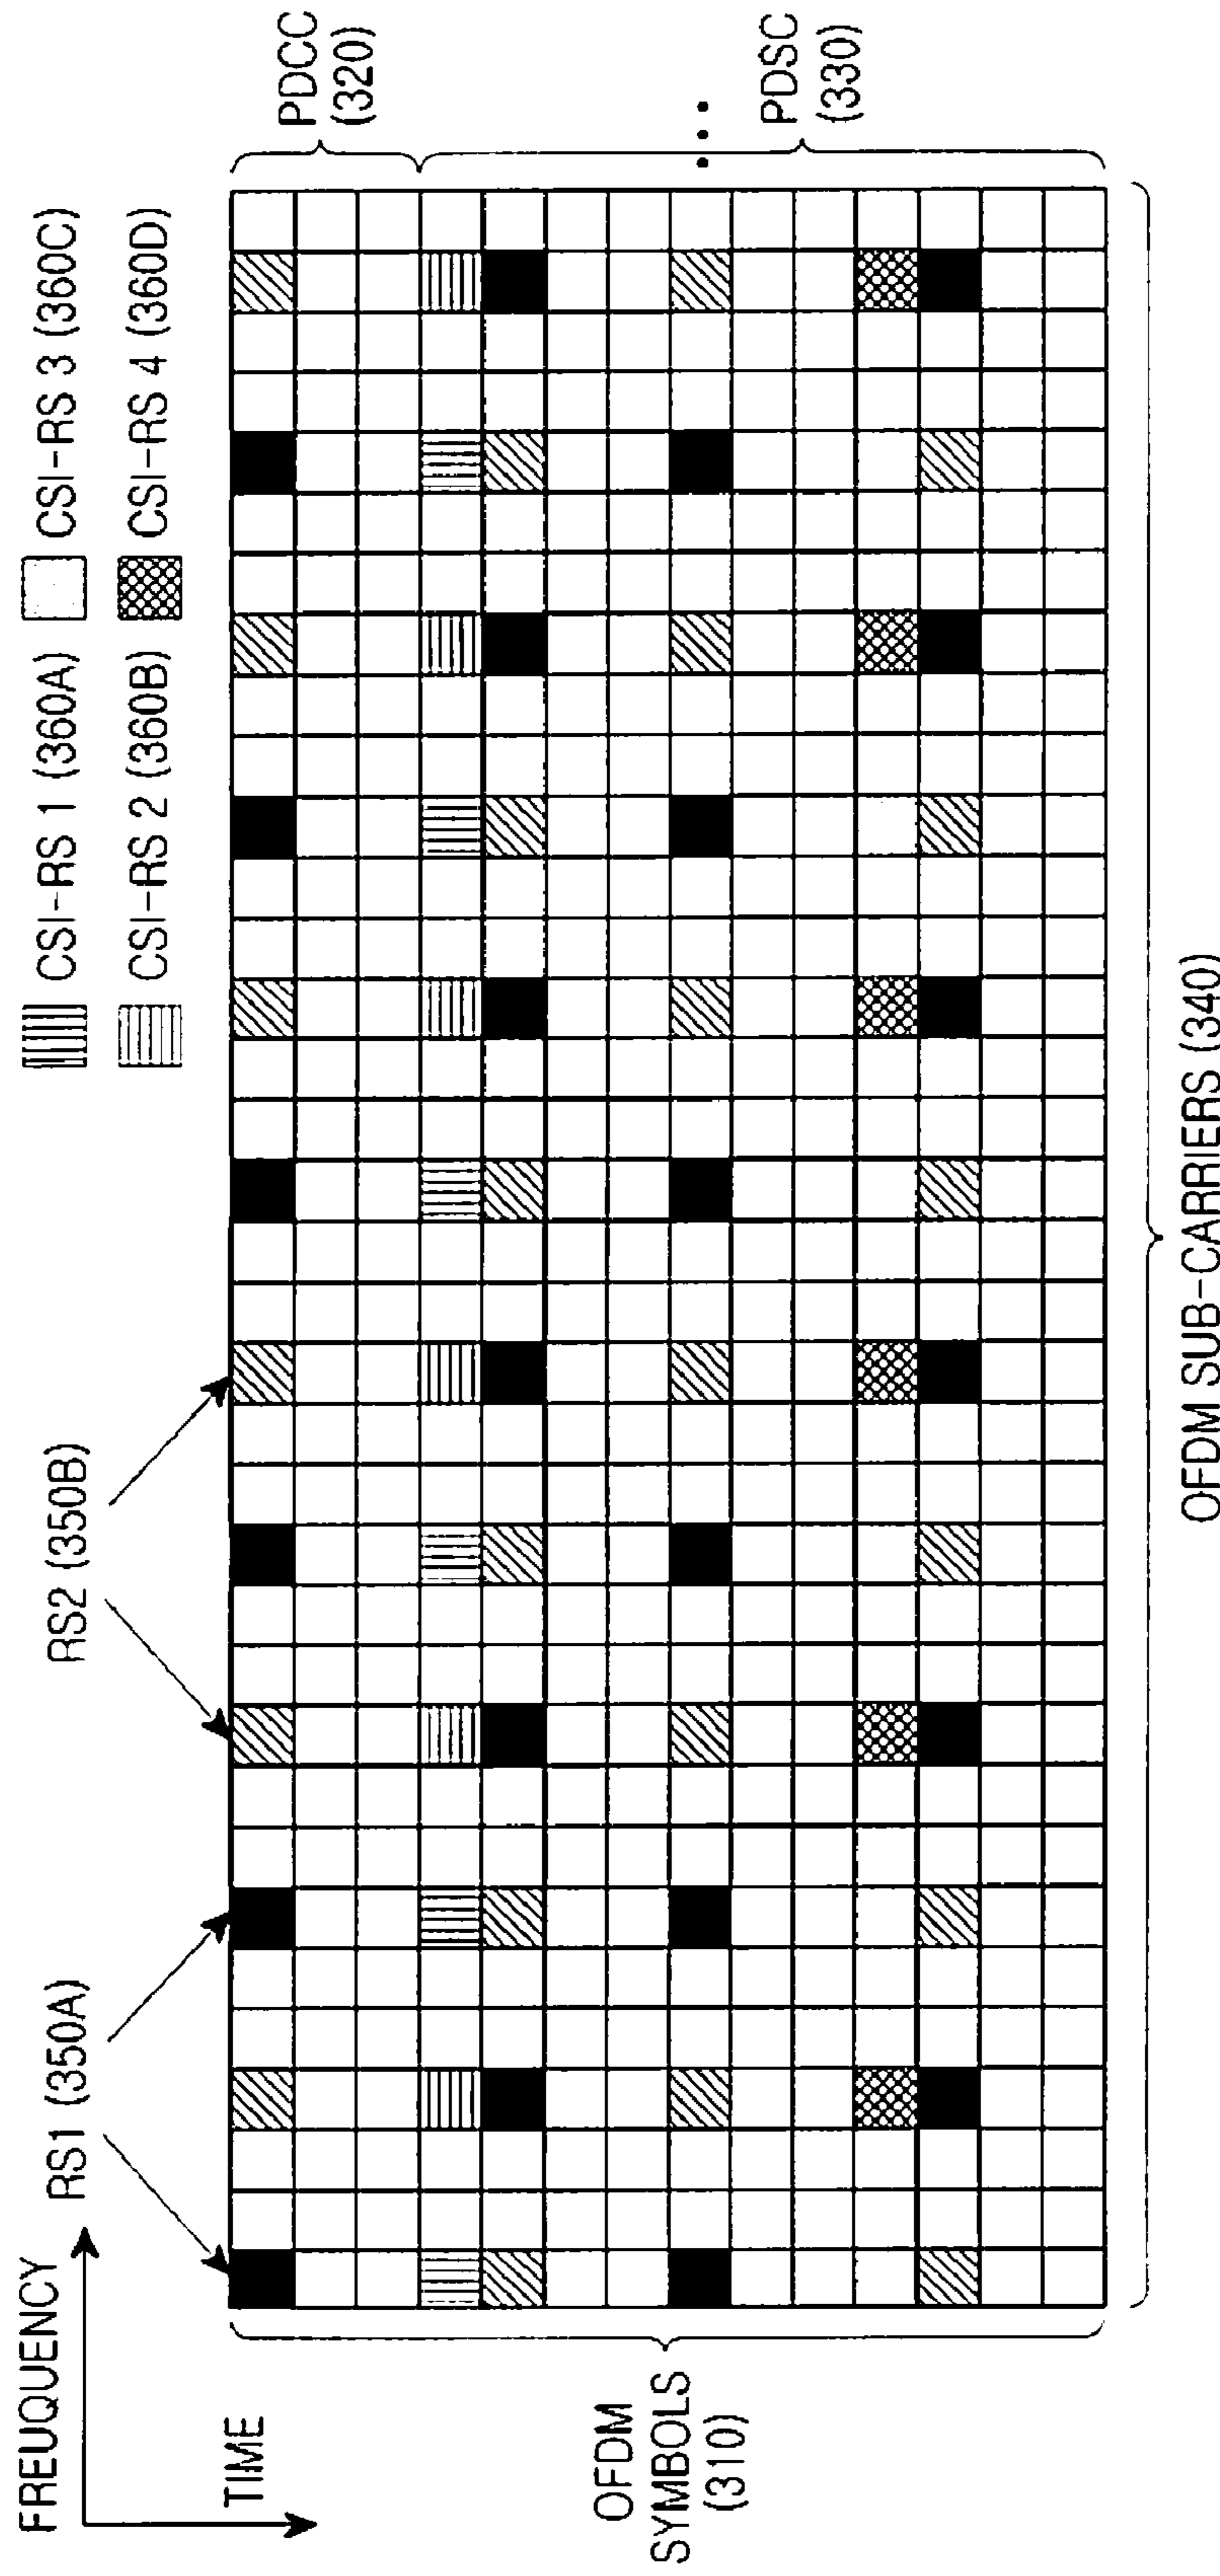 FREUQUENCY
TIME
RS1 (350A)
RS2 (350B)
CSI-RS 1 (360A)
CSI-RS 3 (360C)
CSI-RS 2 (360B)
CSI-RS 4 (360D)
PDCC
(320)
OFDM
SYMBOLS
(310)
PDSC
(330)
OFDM SUB-CARRIERS (340)